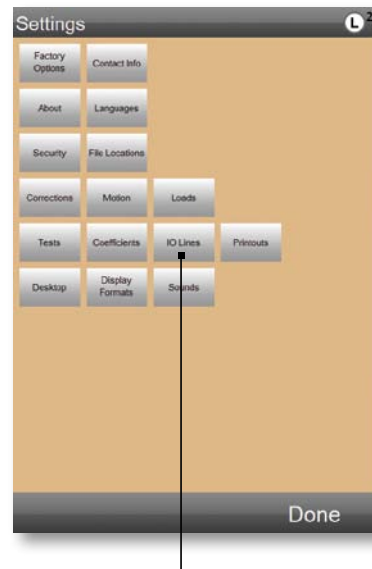 Settings
L2
Factory Options
Contact Info
About
Languages
Security
File Locations
Corrections
Motion
Loads
Tests
Coefficients
IO Lines
Printouts
Desktop
Display Formats
Sounds
Done